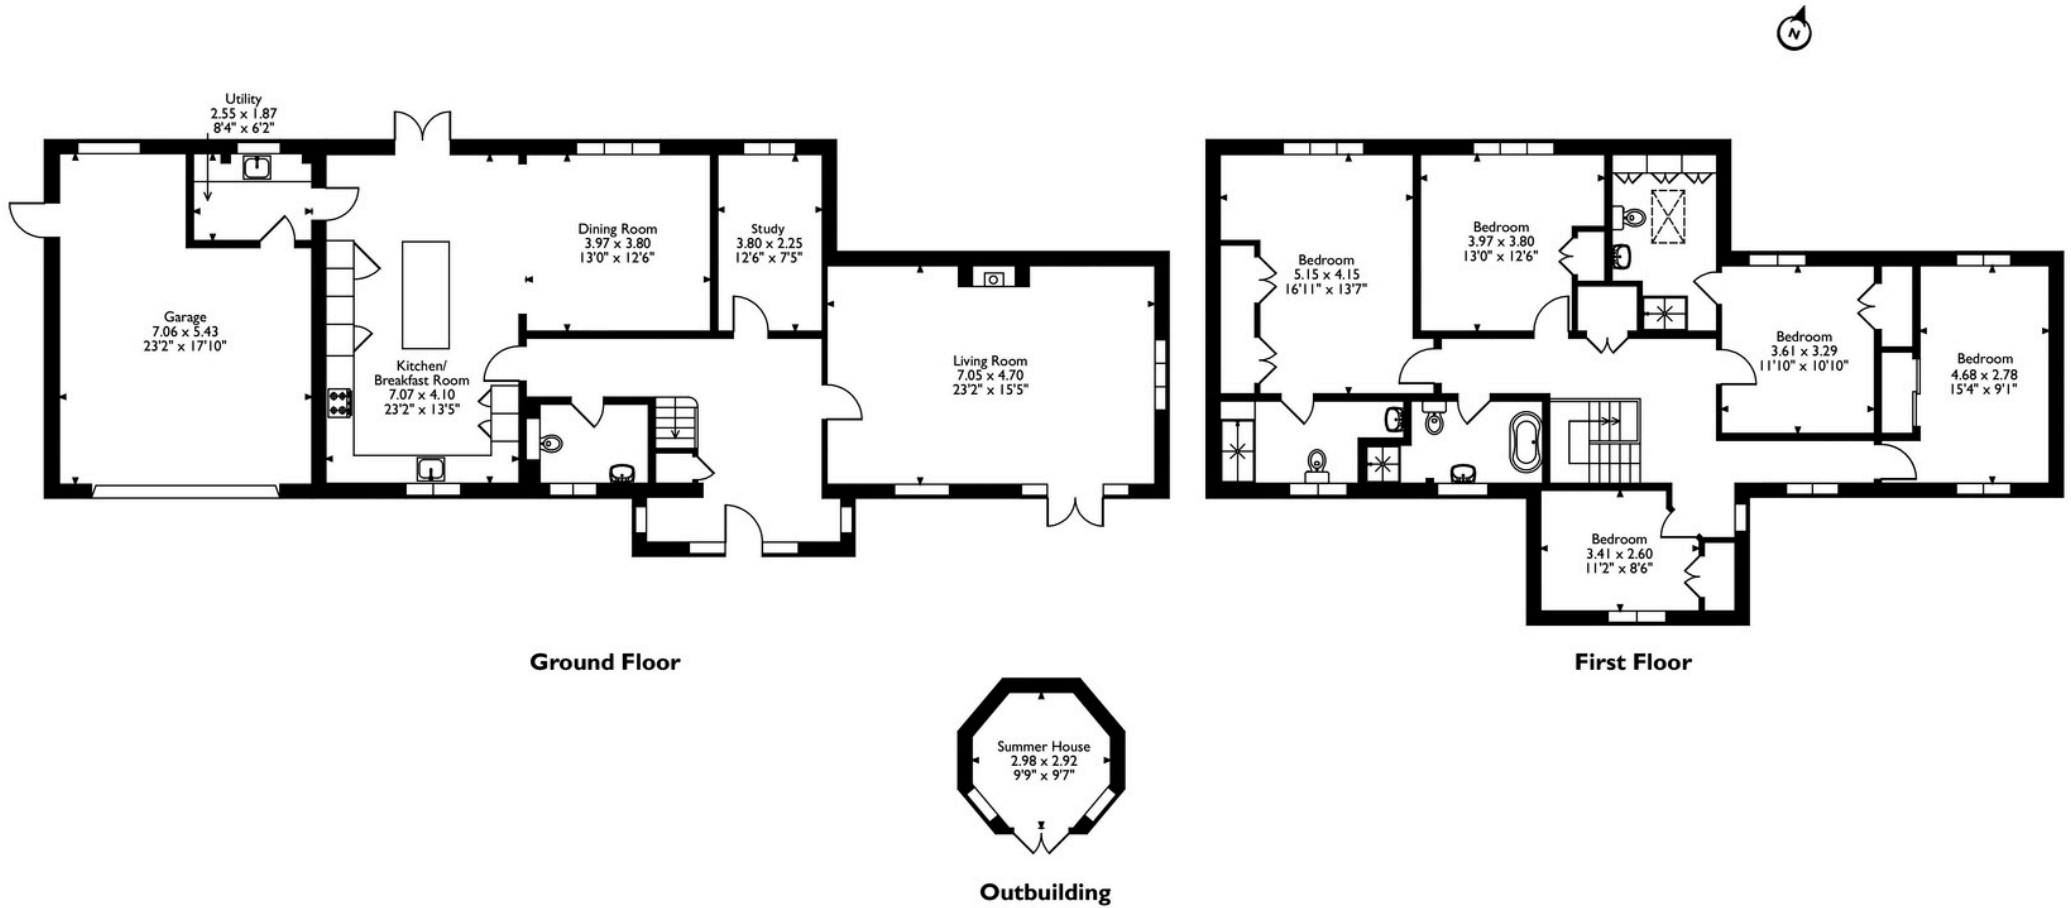 N
Utility
2.55 x 1.87
8'4" x 6'2"
Dining Room
3.97 x 3.80
13'0" x 12'6"
Study
3.80 x 2.25
12'6" x 7'5"
Garage
7.06 x 5.43
23'2" x 17'10"
Kitchen/
Breakfast Room
7.07 x 4.10
23'2" x 13'5"
Living Room
7.05 x 4.70
23'2" x 15'5"
Bedroom
5.15 x 4.15
16'11" x 13'7"
Bedroom
3.97 x 3.80
13'0" x 12'6"
Bedroom
3.61 x 3.29
11'10" x 10'10"
Bedroom
4.68 x 2.78
15'4" x 9'1"
Bedroom
3.41 x 2.60
11'2" x 8'6"
Ground Floor
First Floor
Summer House
2.98 x 2.92
9'9" x 9'7"
Outbuilding